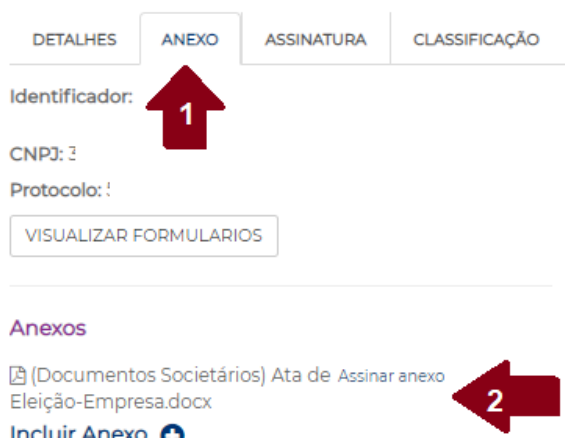 DETALHES ANEXO ASSINATURA CLASSIFICAÇÃO
Identificador:
1
CNPJ: 3
Protocolo:
VISUALIZAR FORMULARIOS
Anexos
(Documentos Societários) Ata de Assinar anexo
Eleição-Empresa.docx
2
Incluir Anexo